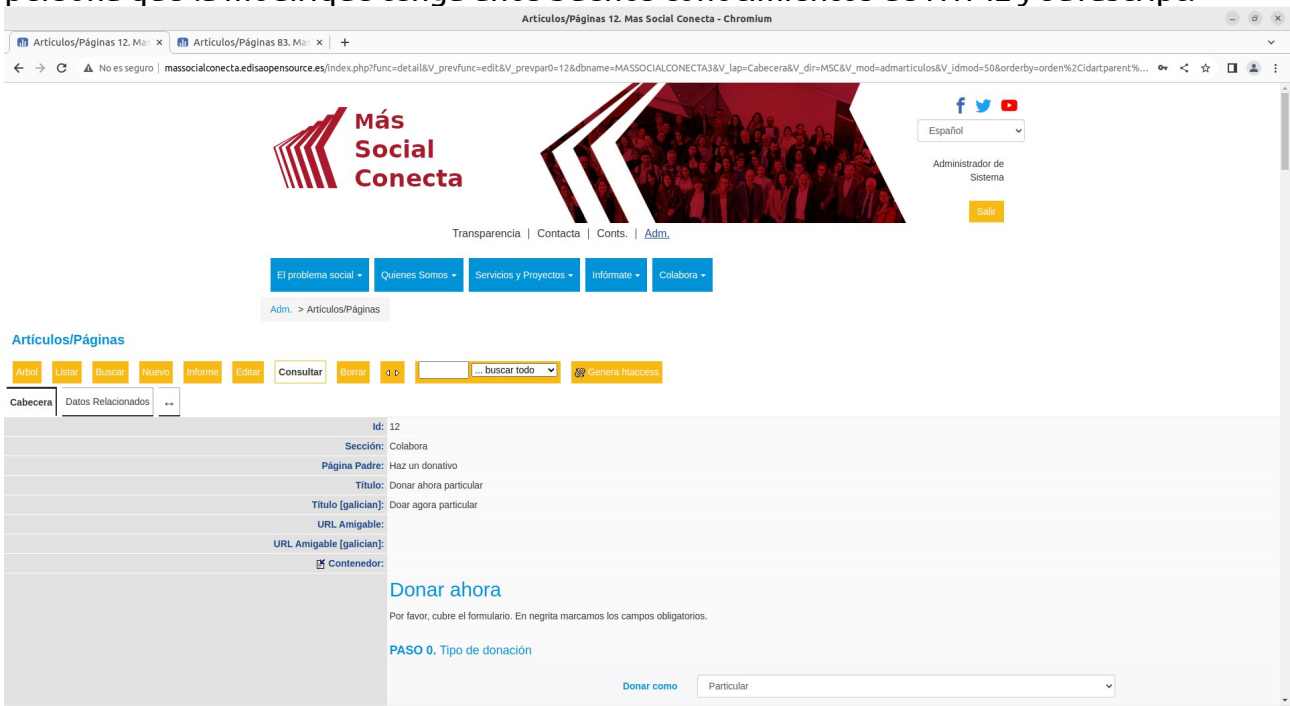 persona que la modifique tenga unos buenos conocimientos de HTML y Javascript.
Artículos/Páginas 12. Mas Social Conecta - Chromium
Artículos/Páginas 12. Ma: × Artículos/Páginas 83. Ma: × +
No es seguro | massocialconecta.edisaopensource.es/index.php?func=detail&V_prevfunc=edit&V_prevpar0=12&dbname=MASSOCIALCONECTA3&V_lap=Cabecera&V_dir=MSC&V_mod=admarticulos&V_idmod=50&orderby=orden%2Cidartparent%...
Más
Social
Conecta
Español
Administrador de
Sistema
Salir
Transparencia | Contacta | Conts. | Adm.
El problema social Quienes Somos Servicios y Proyectos Infórmate Colabora
Adm. > Artículos/Páginas
Artículos/Páginas
Arbol Listar Buscar Nuevo Informe Editar Consultar Borrar ... buscar todo Genera htaccess
Cabecera Datos Relacionados ↔
Id: 12
Sección: Colabora
Página Padre: Haz un donativo
Título: Donar ahora particular
Título [galician]: Doar agora particular
URL Amigable:
URL Amigable [galician]:
Contenedor:
Donar ahora
Por favor, cubre el formulario. En negrita marcamos los campos obligatorios.
PASO 0. Tipo de donación
Donar como Particular